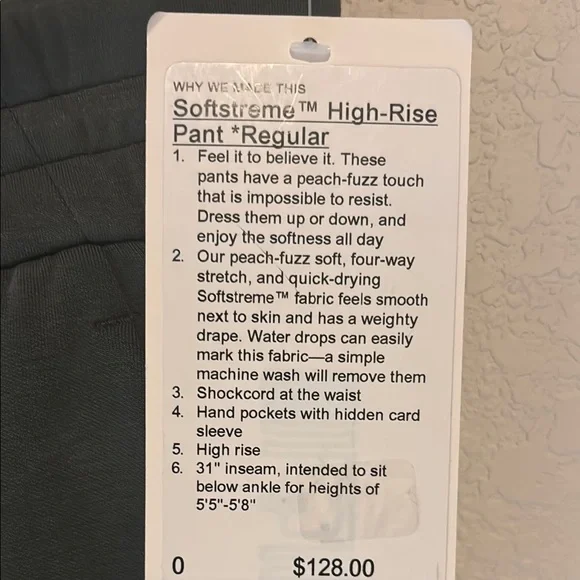 WHY WE MADE THIS
Softstreme™ High-Rise
Pant *Regular
1. Feel it to believe it. These
pants have a peach-fuzz touch
that is impossible to resist.
Dress them up or down, and
enjoy the softness all day
2. Our peach-fuzz soft, four-way
stretch, and quick-drying
Softstreme™ fabric feels smooth
next to skin and has a weighty
drape. Water drops can easily
mark this fabric—a simple
machine wash will remove them
3. Shockcord at the waist
4. Hand pockets with hidden card
sleeve
5. High rise
6. 31" inseam, intended to sit
below ankle for heights of
5'5"-5'8"
0 $128.00